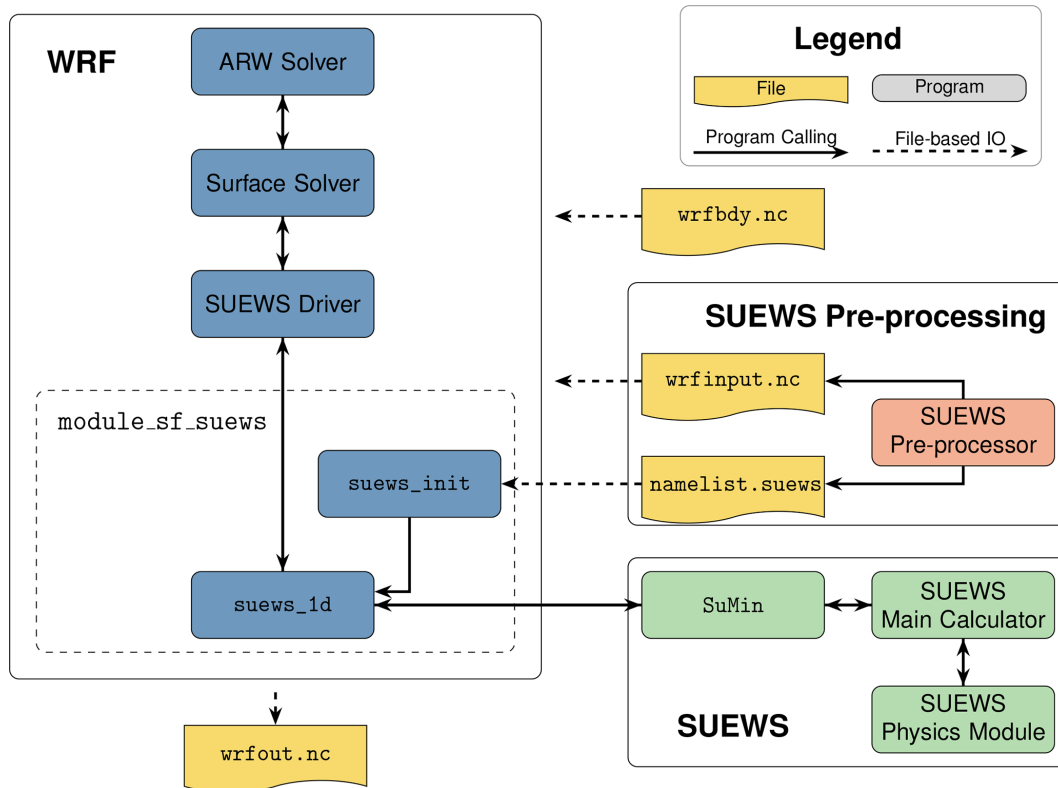 WRF
ARW Solver
Surface Solver
SUEWS Driver
module_sf_suews
suews_init
suews_1d
wrfout.nc
Legend
File
Program
Program Calling
File-based IO
wrfbdy.nc
SUEWS Pre-processing
wrfinput.nc
SUEWS
Pre-processor
namelist.suews
SuMin
SUEWS
Main Calculator
SUEWS
Physics Module
SUEWS